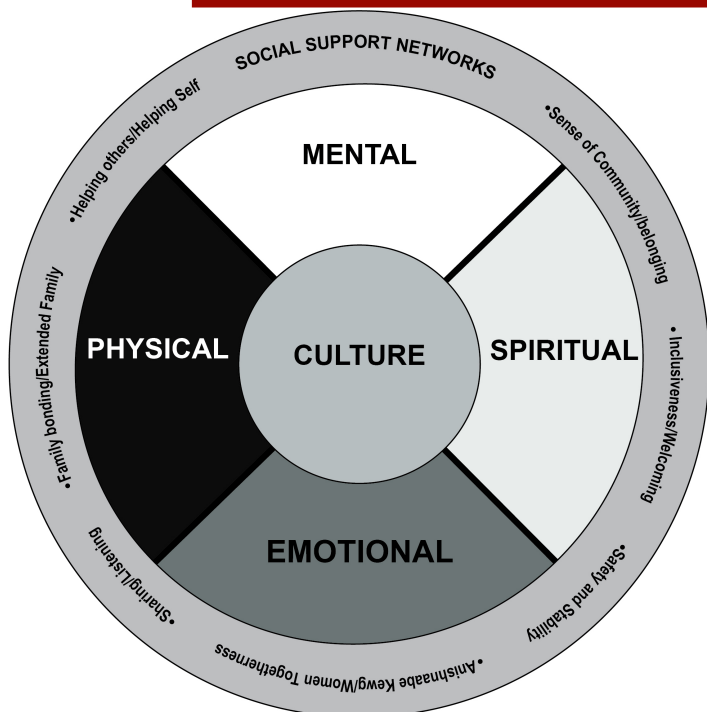 SOCIAL SUPPORT NETWORKS
•Sense of Community/belonging
• Inclusiveness/Welcoming
•Safety and Stability
•Anishnaabe Kewg/Women Togetherness
•Sharing/Listening
•Family bonding/Extended Family
•Helping others/Helping Self
MENTAL
PHYSICAL
CULTURE
SPIRITUAL
EMOTIONAL